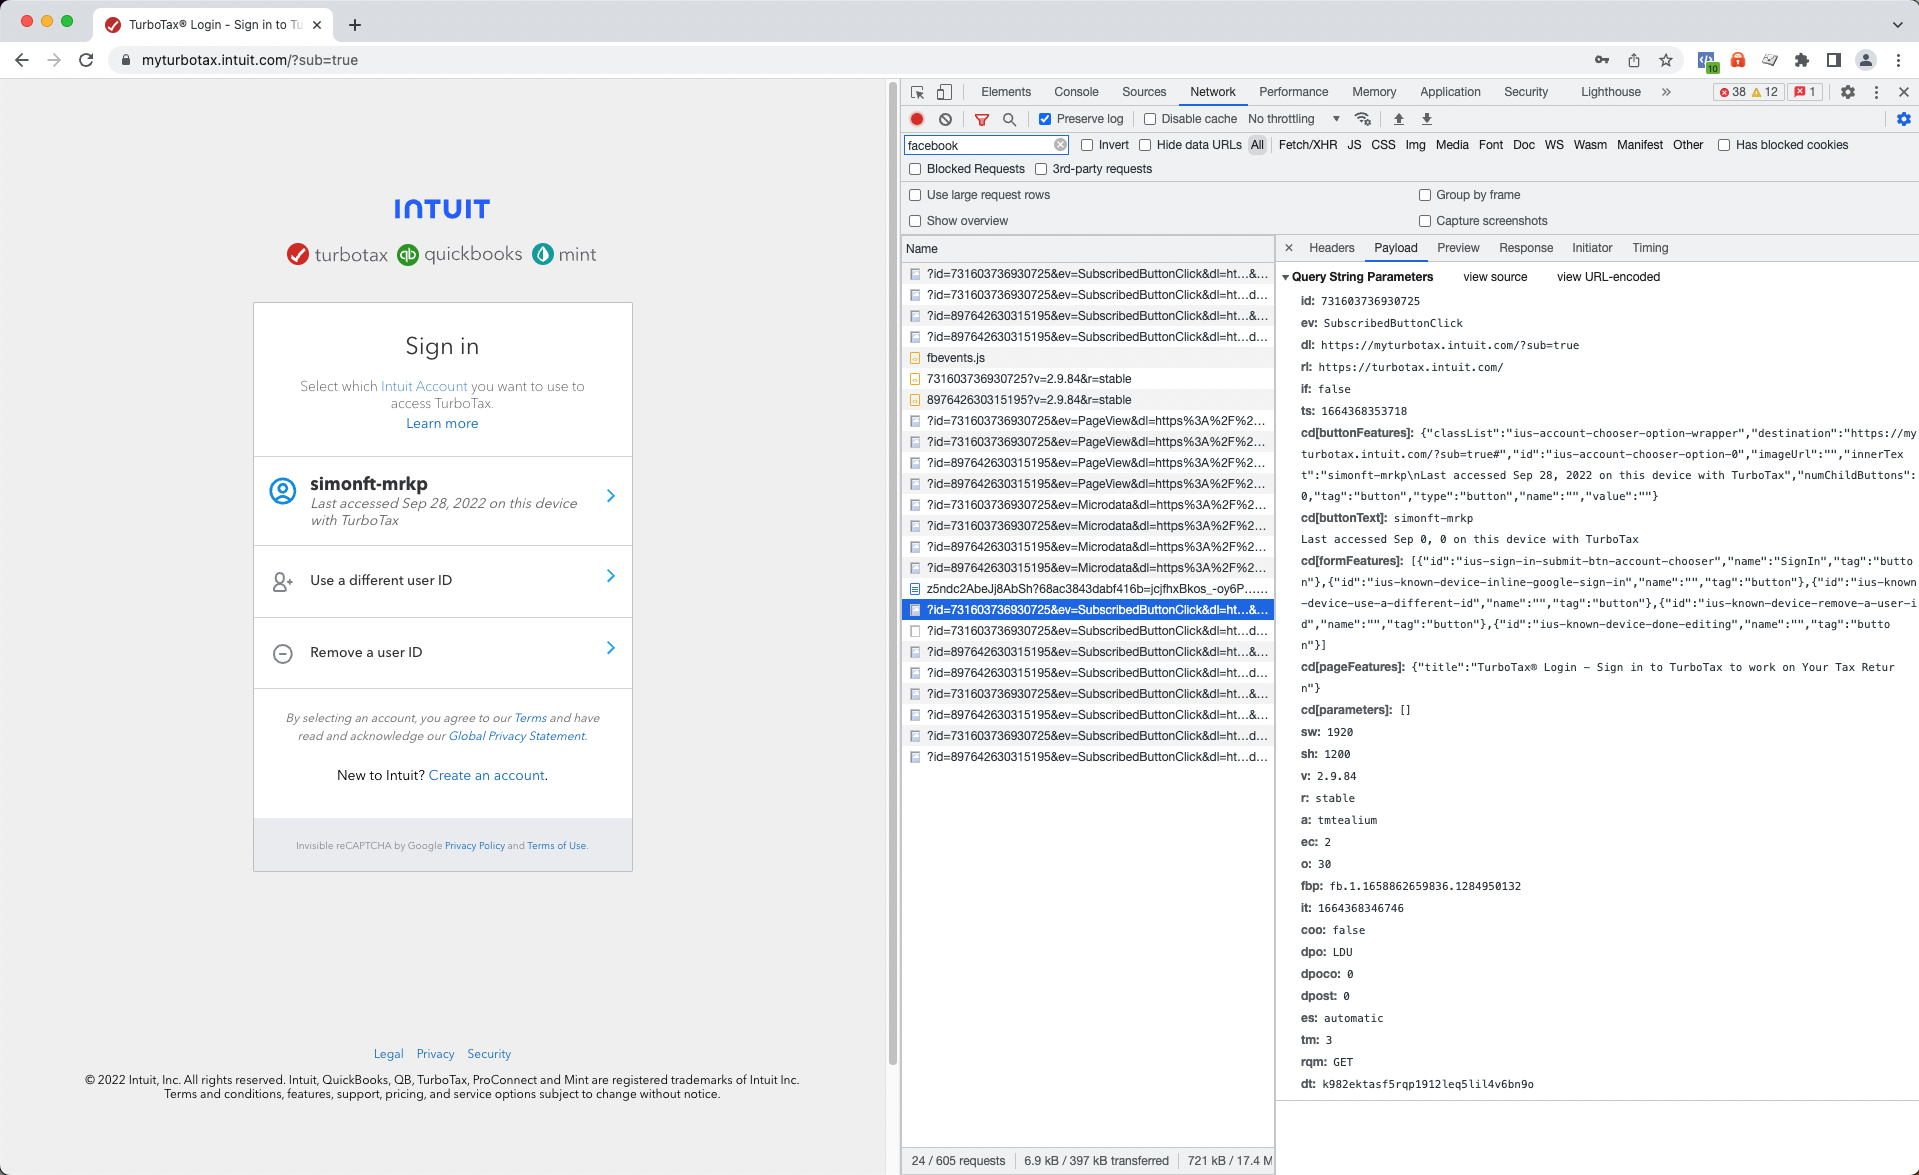 TurboTax® Login - Sign in to Tu
myturbotax.intuit.com/?sub=true
10
INTUIT
turbotax quickbooks mint
qb
Sign in
Select which Intuit Account you want to use to
access TurboTax.
Learn more
simonft-mrkp
Last accessed Sep 28, 2022 on this device
with TurboTax
Use a different user ID
Remove a user ID
By selecting an account, you agree to our Terms and have
read and acknowledge our Global Privacy Statement.
New to Intuit? Create an account.
Invisible reCAPTCHA by Google Privacy Policy and Terms of Use.
Legal Privacy Security
© 2022 Intuit, Inc. All rights reserved. Intuit, QuickBooks, QB, TurboTax, ProConnect and Mint are registered trademarks of Intuit Inc.
Terms and conditions, features, support, pricing, and service options subject to change without notice.
Elements Console Sources Network Performance Memory Application Security Lighthouse » 38 12 1
Preserve log Disable cache No throttling
facebook Invert Hide data URLs All Fetch/XHR JS CSS Img Media Font Doc WS Wasm Manifest Other Has blocked cookies
Blocked Requests 3rd-party requests
Use large request rows Group by frame
Show overview Capture screenshots
Name
?id=731603736930725&ev=SubscribedButtonClick&dl=ht…&…
?id=731603736930725&ev=SubscribedButtonClick&dl=ht…d…
?id=897642630315195&ev=SubscribedButtonClick&dl=ht…&…
?id=897642630315195&ev=SubscribedButtonClick&dl=ht…d…
fbevents.js
731603736930725?v=2.9.84&r=stable
897642630315195?v=2.9.84&r=stable
?id=731603736930725&ev=PageView&dl=https%3A%2F%2…
?id=731603736930725&ev=PageView&dl=https%3A%2F%2…
?id=897642630315195&ev=PageView&dl=https%3A%2F%2…
?id=897642630315195&ev=PageView&dl=https%3A%2F%2…
?id=731603736930725&ev=Microdata&dl=https%3A%2F%2…
?id=731603736930725&ev=Microdata&dl=https%3A%2F%2…
?id=897642630315195&ev=Microdata&dl=https%3A%2F%2…
?id=897642630315195&ev=Microdata&dl=https%3A%2F%2…
z5ndc2AbeJj8AbSh?68ac3843dabf416b=jcjfhxBkos_-oy6P……
?id=731603736930725&ev=SubscribedButtonClick&dl=ht…&…
?id=731603736930725&ev=SubscribedButtonClick&dl=ht…d…
?id=897642630315195&ev=SubscribedButtonClick&dl=ht…&…
?id=897642630315195&ev=SubscribedButtonClick&dl=ht…d…
?id=731603736930725&ev=SubscribedButtonClick&dl=ht…&…
?id=897642630315195&ev=SubscribedButtonClick&dl=ht…&…
?id=731603736930725&ev=SubscribedButtonClick&dl=ht…d…
?id=897642630315195&ev=SubscribedButtonClick&dl=ht…d…
24 / 605 requests 6.9 kB / 397 kB transferred 721 kB / 17.4 M
Headers Payload Preview Response Initiator Timing
Query String Parameters view source view URL-encoded
id: 731603736930725
ev: SubscribedButtonClick
dl: https://myturbotax.intuit.com/?sub=true
rl: https://turbotax.intuit.com/
if: false
ts: 1664368353718
cd[buttonFeatures]: {"classList":"ius-account-chooser-option-wrapper","destination":"https://my
turbotax.intuit.com/?sub=true#","id":"ius-account-chooser-option-0","imageUrl":"","innerTex
t":"simonft-mrkp\nLast accessed Sep 28, 2022 on this device with TurboTax","numChildButtons":
0,"tag":"button","type":"button","name":"","value":""}
cd[buttonText]: simonft-mrkp
Last accessed Sep 0, 0 on this device with TurboTax
cd[formFeatures]: [{"id":"ius-sign-in-submit-btn-account-chooser","name":"SignIn","tag":"butto
n"},{"id":"ius-known-device-inline-google-sign-in","name":"","tag":"button"},{"id":"ius-known
-device-use-a-different-id","name":"","tag":"button"},{"id":"ius-known-device-remove-a-user-i
d","name":"","tag":"button"},{"id":"ius-known-device-done-editing","name":"","tag":"butto
n"}]
cd[pageFeatures]: {"title":"TurboTax® Login – Sign in to TurboTax to work on Your Tax Retur
n"}
cd[parameters]: []
sw: 1920
sh: 1200
v: 2.9.84
r: stable
a: tmtealium
ec: 2
o: 30
fbp: fb.1.1658862659836.1284950132
it: 1664368346746
coo: false
dpo: LDU
dpoco: 0
dpost: 0
es: automatic
tm: 3
rqm: GET
dt: k982ektasf5rqp1912leq5lil4v6bn9o